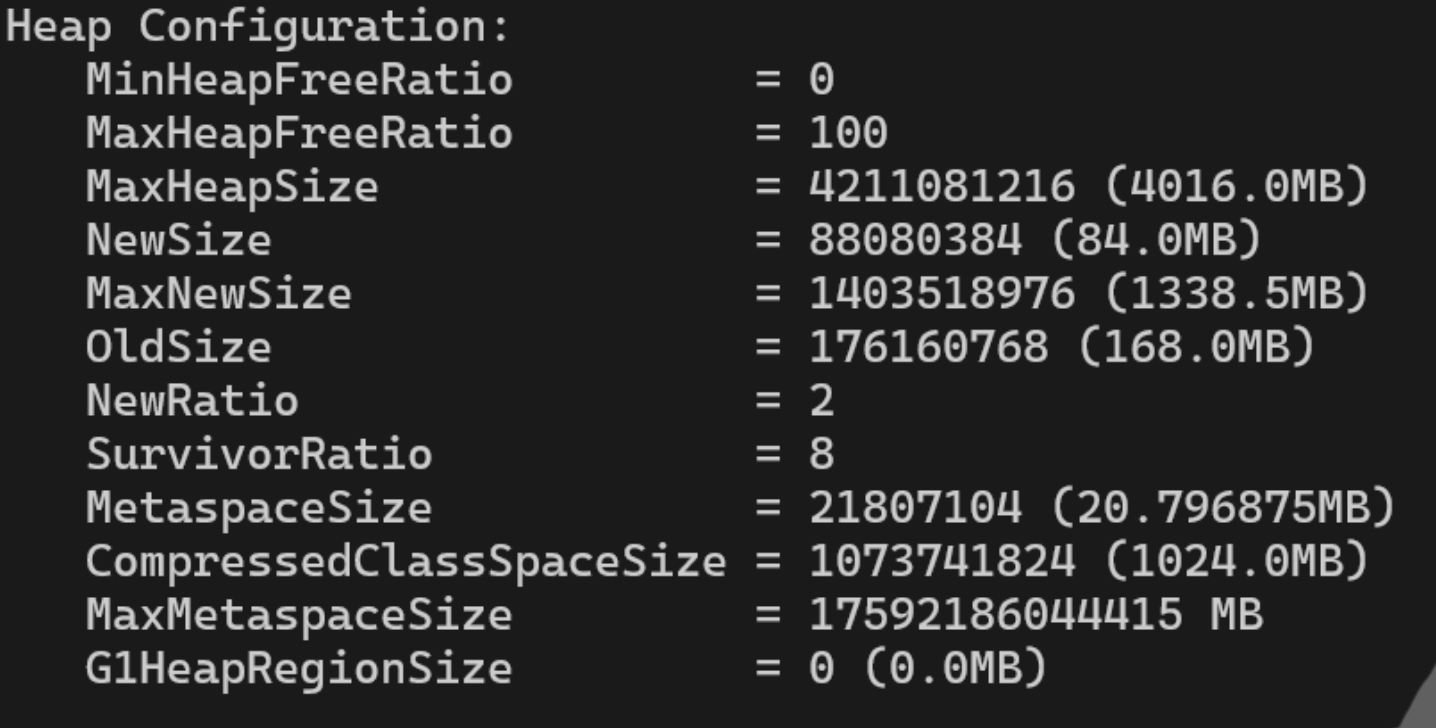 Heap Configuration:
   MinHeapFreeRatio         = 0
   MaxHeapFreeRatio         = 100
   MaxHeapSize              = 4211081216 (4016.0MB)
   NewSize                  = 88080384 (84.0MB)
   MaxNewSize               = 1403518976 (1338.5MB)
   OldSize                  = 176160768 (168.0MB)
   NewRatio                 = 2
   SurvivorRatio            = 8
   MetaspaceSize            = 21807104 (20.796875MB)
   CompressedClassSpaceSize = 1073741824 (1024.0MB)
   MaxMetaspaceSize         = 17592186044415 MB
   G1HeapRegionSize         = 0 (0.0MB)